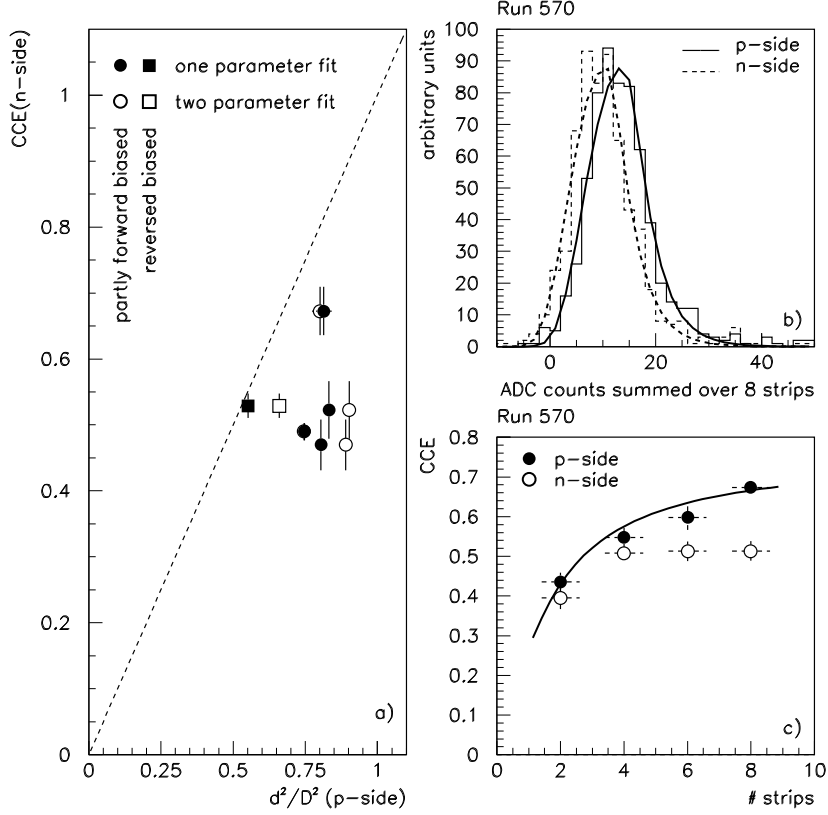 CCE(n-side)
1
0.8
0.6
0.4
0.2
0
one parameter fit
two parameter fit
partly forward biased
reversed biased
a)
0 0.25 0.5 0.75 1
d²/D² (p-side)
Run 570
arbitrary units
100
90
80
70
60
50
40
30
20
10
0
p-side
n-side
b)
0 20 40
ADC counts summed over 8 strips
Run 570
CCE
0.8
0.7
0.6
0.5
0.4
0.3
0.2
0.1
0
p-side
n-side
c)
0 2 4 6 8 10
# strips